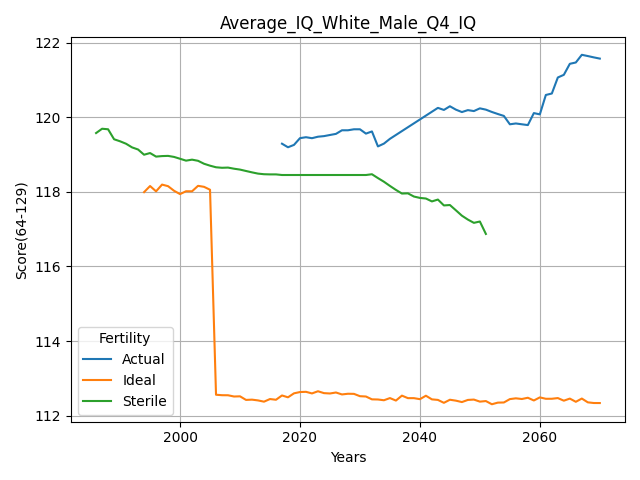 Average_IQ_White_Male_Q4_IQ
122
120
118
116
114
112
Score(64-129)
Fertility
Actual
Ideal
Sterile
2000
2020
2040
2060
Years